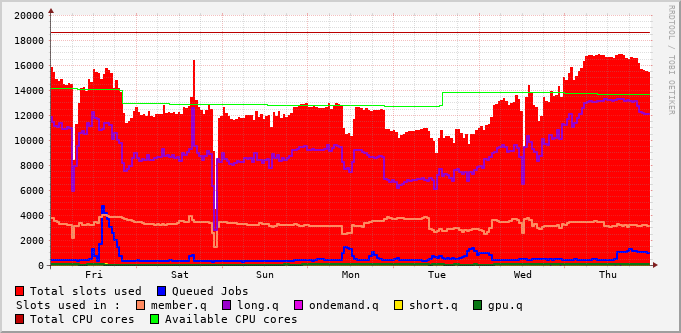 20000
18000
16000
14000
12000
10000
8000
6000
4000
2000
0
Fri Sat Sun Mon Tue Wed Thu
Total slots used Queued Jobs
Slots used in : member.q long.q ondemand.q short.q gpu.q
Total CPU cores Available CPU cores
RRDTOOL / TOBI OETIKER